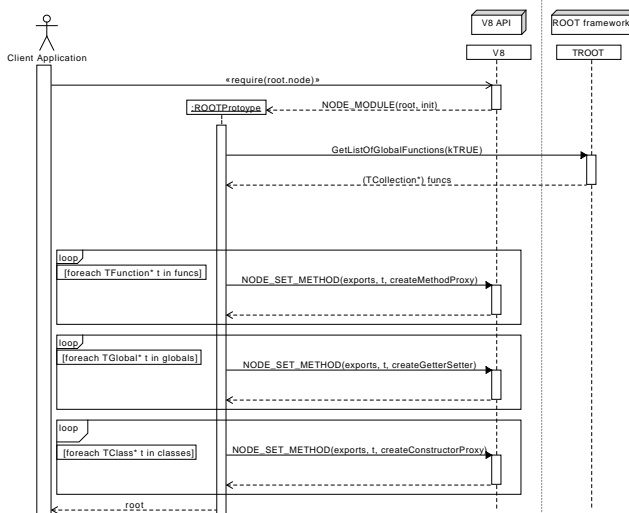 V8 API
ROOT framework
Client Application
V8
TROOT
«require(root.node)»
:ROOTProtoype
NODE_MODULE(root, init)
GetListOfGlobalFunctions(kTRUE)
(TCollection*) funcs
loop
[foreach TFunction* t in funcs]
NODE_SET_METHOD(exports, t, createMethodProxy)
loop
[foreach TGlobal* t in globals]
NODE_SET_METHOD(exports, t, createGetterSetter)
loop
[foreach TClass* t in classes]
NODE_SET_METHOD(exports, t, createConstructorProxy)
root